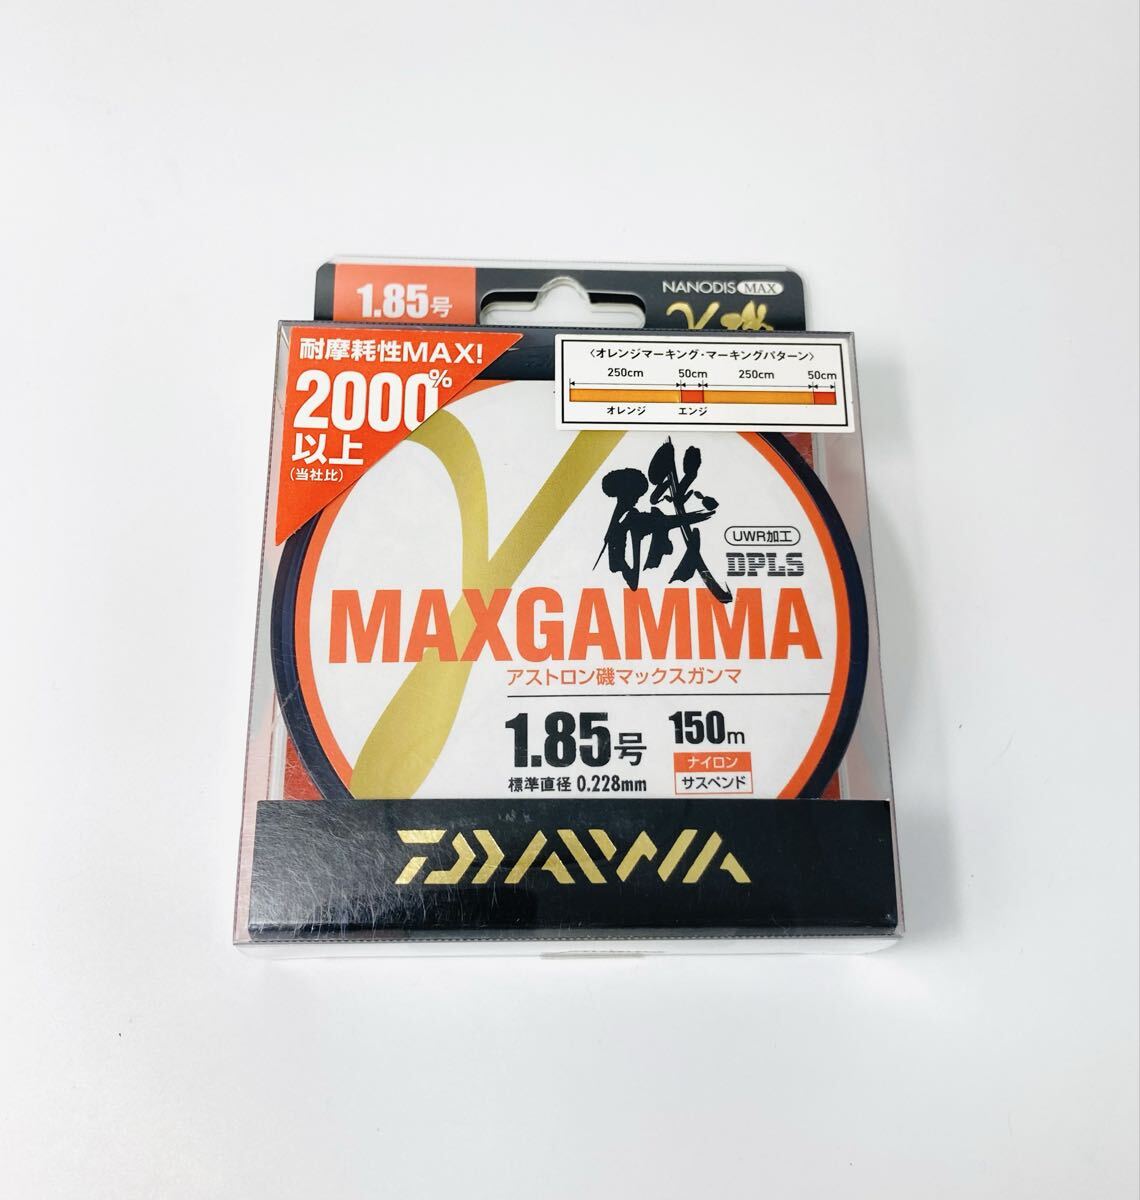 1.85号
NANODIS MAX
γ 磯
耐摩耗性MAX!
2000%
以上
(当社比)
〈オレンジマーキング・マーキングパターン〉
250cm 50cm 250cm 50cm
オレンジ エンジ
γ
磯
UWR加工
DPLS
MAXGAMMA
アストロン磯マックスガンマ
1.85号 150m
標準直径 0.228mm
ナイロン
サスペンド
DAIWA